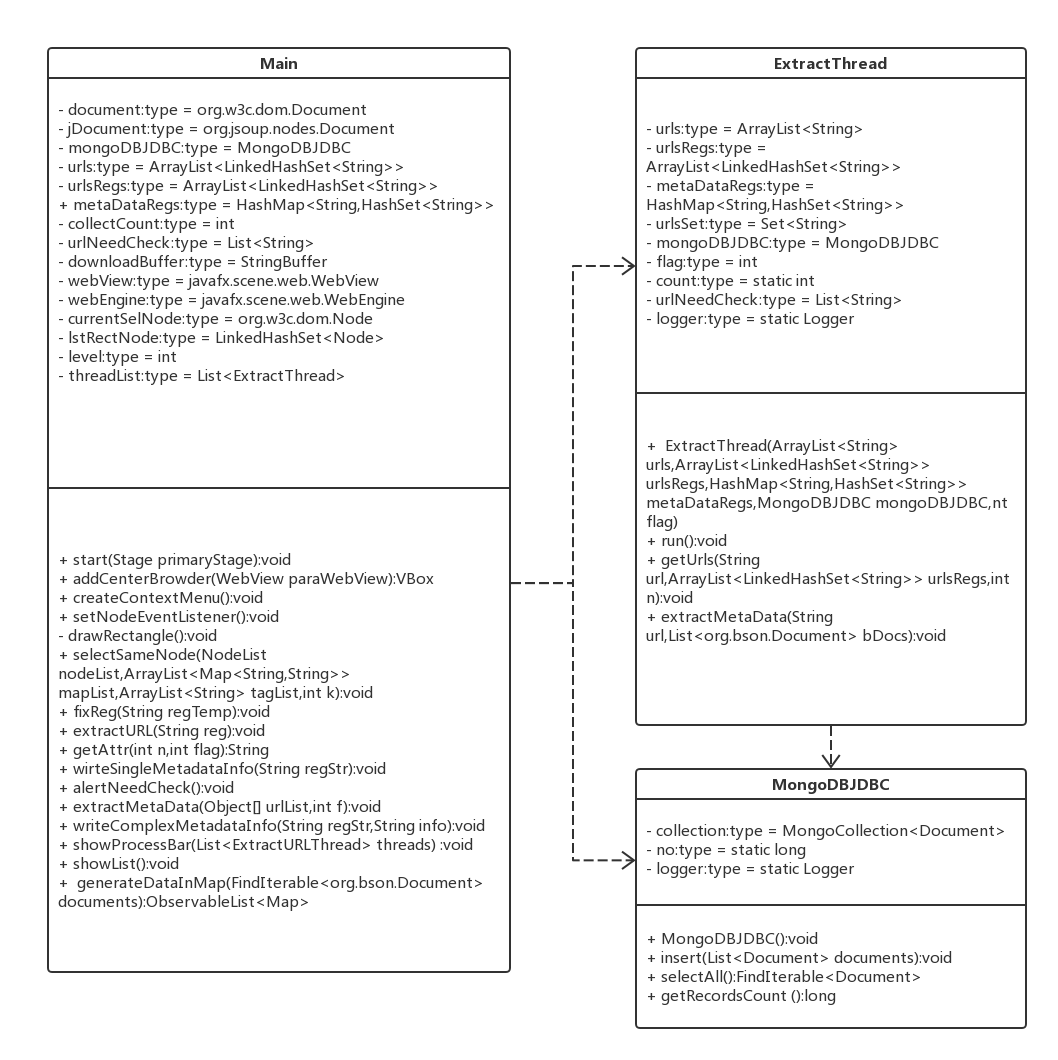 Main
- document:type = org.w3c.dom.Document
- jDocument:type = org.jsoup.nodes.Document
- mongoDBJDBC:type = MongoDBJDBC
- urls:type = ArrayList<LinkedHashSet<String>>
- urlsRegs:type = ArrayList<LinkedHashSet<String>>
+ metaDataRegs:type = HashMap<String,HashSet<String>>
- collectCount:type = int
- urlNeedCheck:type = List<String>
- downloadBuffer:type = StringBuffer
- webView:type = javafx.scene.web.WebView
- webEngine:type = javafx.scene.web.WebEngine
- currentSelNode:type = org.w3c.dom.Node
- lstRectNode:type = LinkedHashSet<Node>
- level:type = int
- threadList:type = List<ExtractThread>
+ start(Stage primaryStage):void
+ addCenterBrowder(WebView paraWebView):VBox
+ createContextMenu():void
+ setNodeEventListener():void
- drawRectangle():void
+ selectSameNode(NodeList
nodeList,ArrayList<Map<String,String>>
mapList,ArrayList<String> tagList,int k):void
+ fixReg(String regTemp):void
+ extractURL(String reg):void
+ getAttr(int n,int flag):String
+ wirteSingleMetadataInfo(String regStr):void
+ alertNeedCheck():void
+ extractMetaData(Object[] urlList,int f):void
+ writeComplexMetadataInfo(String regStr,String info):void
+ showProcessBar(List<ExtractURLThread> threads) :void
+ showList():void
+  generateDataInMap(FindIterable<org.bson.Document>
documents):ObservableList<Map>
ExtractThread
- urls:type = ArrayList<String>
- urlsRegs:type =
ArrayList<LinkedHashSet<String>>
- metaDataRegs:type =
HashMap<String,HashSet<String>>
- urlsSet:type = Set<String>
- mongoDBJDBC:type = MongoDBJDBC
- flag:type = int
- count:type = static int
- urlNeedCheck:type = List<String>
- logger:type = static Logger
+  ExtractThread(ArrayList<String>
urls,ArrayList<LinkedHashSet<String>>
urlsRegs,HashMap<String,HashSet<String>>
metaDataRegs,MongoDBJDBC mongoDBJDBC,nt
flag)
+ run():void
+ getUrls(String
url,ArrayList<LinkedHashSet<String>> urlsRegs,int
n):void
+ extractMetaData(String
url,List<org.bson.Document> bDocs):void
MongoDBJDBC
- collection:type = MongoCollection<Document>
- no:type = static long
- logger:type = static Logger
+ MongoDBJDBC():void
+ insert(List<Document> documents):void
+ selectAll():FindIterable<Document>
+ getRecordsCount ():long